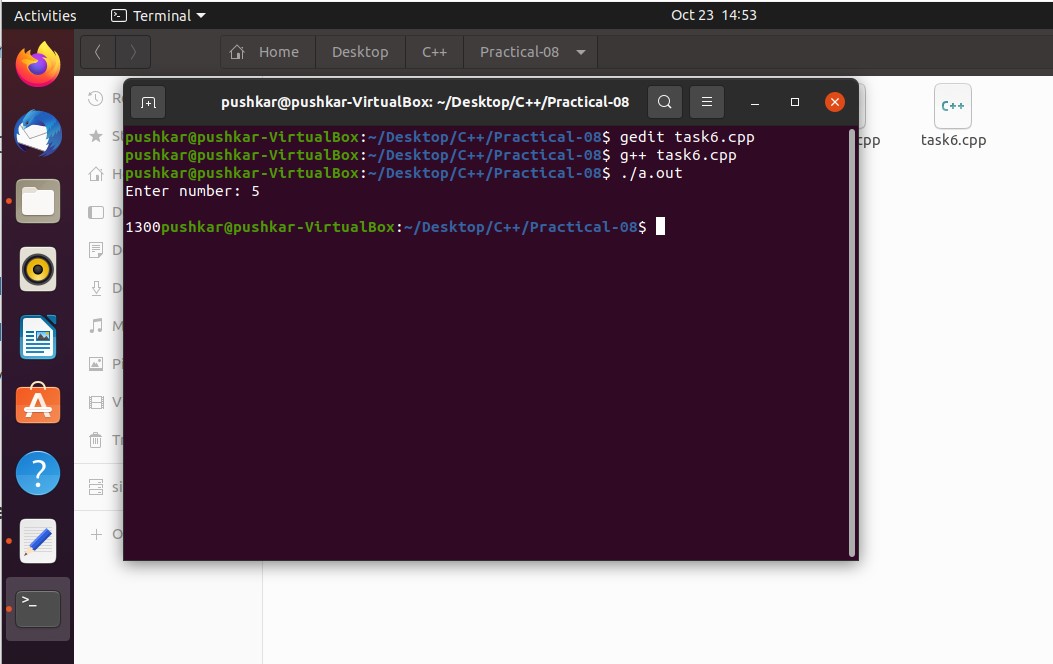 Activities
Terminal
Oct 23 14:53
Home
Desktop
C++
Practical-08
pushkar@pushkar-VirtualBox: ~/Desktop/C++/Practical-08
pushkar@pushkar-VirtualBox:~/Desktop/C++/Practical-08$ gedit task6.cpp
pushkar@pushkar-VirtualBox:~/Desktop/C++/Practical-08$ g++ task6.cpp
pushkar@pushkar-VirtualBox:~/Desktop/C++/Practical-08$ ./a.out
Enter number: 5
1300pushkar@pushkar-VirtualBox:~/Desktop/C++/Practical-08$
C++
cpp
task6.cpp